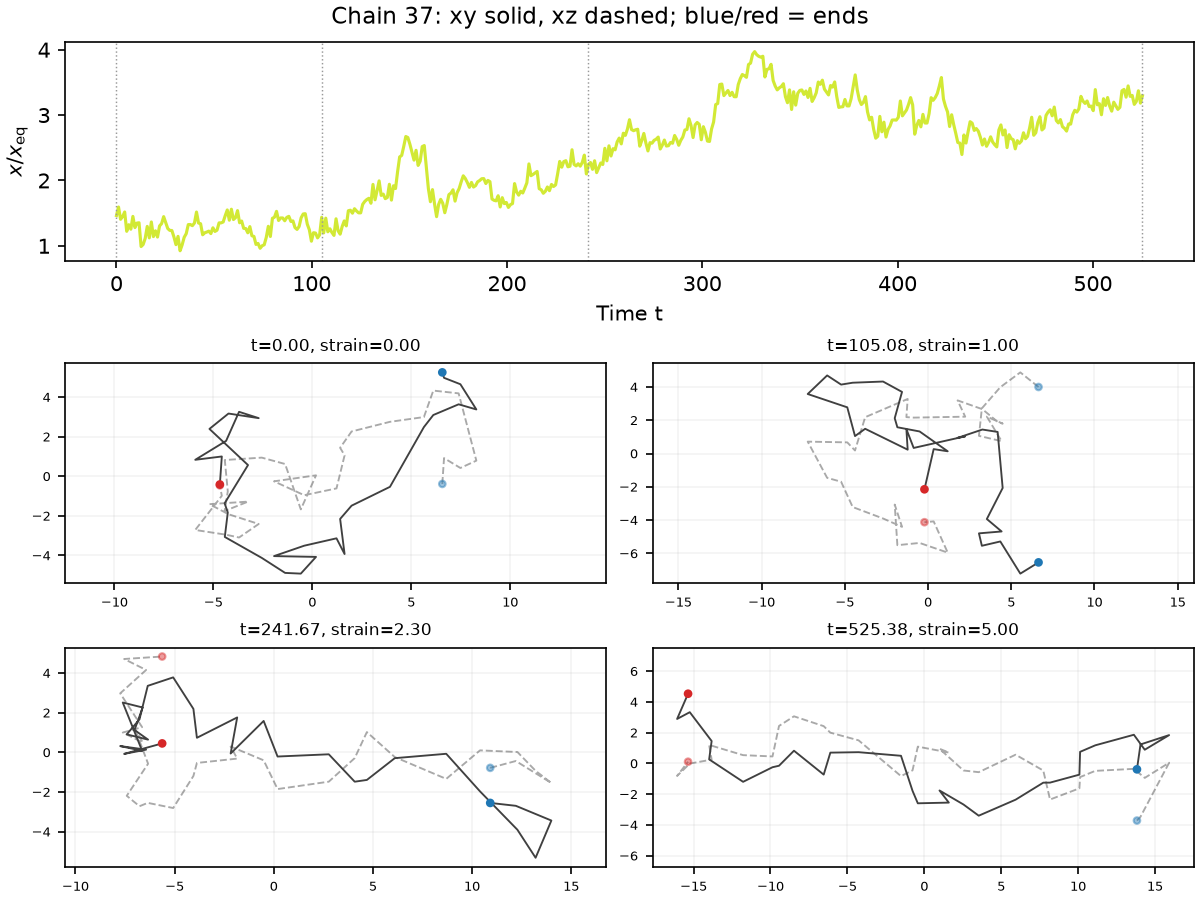 Chain 37: xy solid, xz dashed; blue/red = ends
4
3
2
1
x/x_eq
0 100 200 300 400 500
Time t
t=0.00, strain=0.00
4
2
0
−2
−4
−10 −5 0 5 10
t=105.08, strain=1.00
4
2
0
−2
−4
−6
−15 −10 −5 0 5 10 15
t=241.67, strain=2.30
4
2
0
−2
−4
−10 −5 0 5 10 15
t=525.38, strain=5.00
6
4
2
0
−2
−4
−6
−15 −10 −5 0 5 10 15